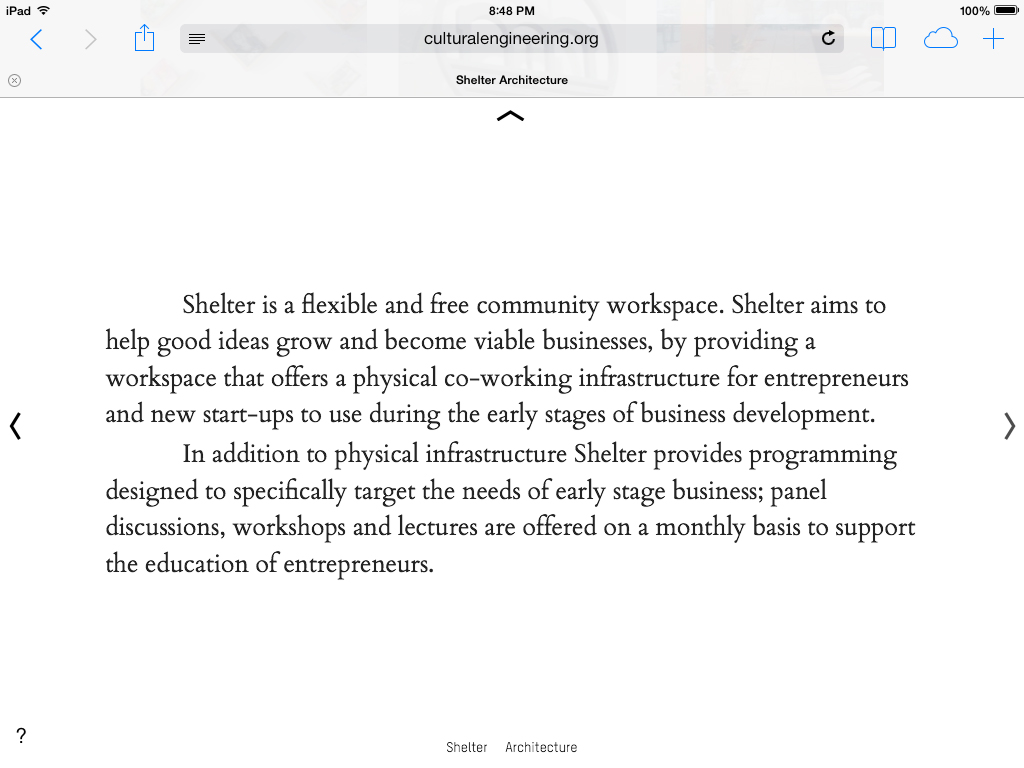 iPad 8:48 PM 100%
culturalengineering.org
Shelter Architecture
Shelter is a flexible and free community workspace. Shelter aims to
help good ideas grow and become viable businesses, by providing a
workspace that offers a physical co-working infrastructure for entrepreneurs
and new start-ups to use during the early stages of business development.
In addition to physical infrastructure Shelter provides programming
designed to specifically target the needs of early stage business; panel
discussions, workshops and lectures are offered on a monthly basis to support
the education of entrepreneurs.
?
Shelter Architecture